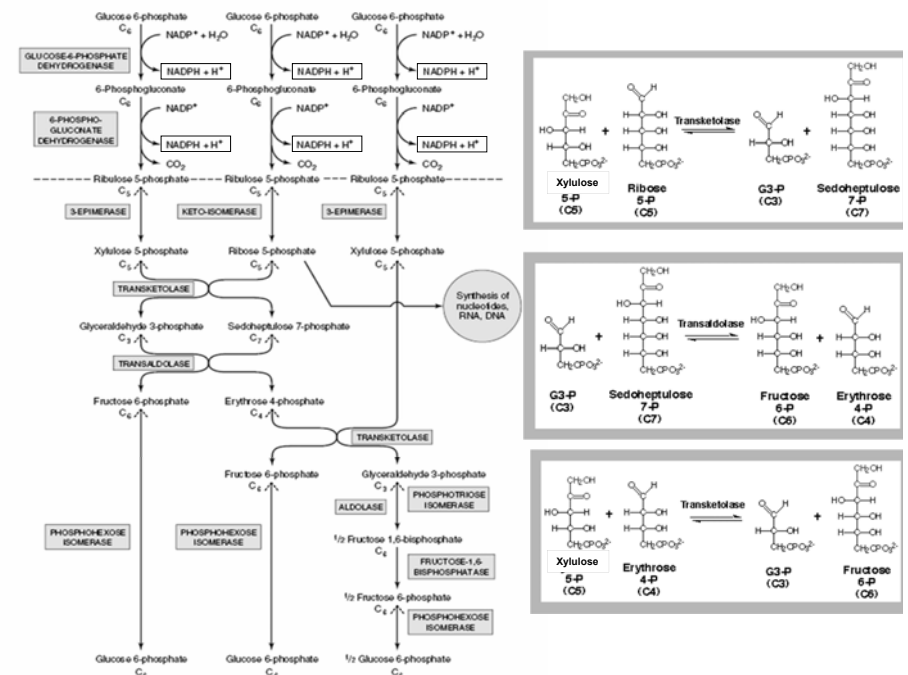 Glucose 6-phosphate Glucose 6-phosphate Glucose 6-phosphate
C₆ C₆ C₆
NADP⁺ + H₂O NADP⁺ + H₂O NADP⁺ + H₂O
GLUCOSE-6-PHOSPHATE
DEHYDROGENASE
NADPH + H⁺ NADPH + H⁺ NADPH + H⁺
6-Phosphogluconate 6-Phosphogluconate 6-Phosphogluconate
C₆ C₆ C₆
NADP⁺ NADP⁺ NADP⁺
6-PHOSPHO-
GLUCONATE
DEHYDROGENASE
NADPH + H⁺ NADPH + H⁺ NADPH + H⁺
CO₂ CO₂ CO₂
Ribulose 5-phosphate Ribulose 5-phosphate Ribulose 5-phosphate
C₅ C₅ C₅
3-EPIMERASE KETO-ISOMERASE 3-EPIMERASE
Xylulose 5-phosphate Ribose 5-phosphate Xylulose 5-phosphate
C₅ C₅ C₅
TRANSKETOLASE
Synthesis of
nucleotides,
RNA, DNA
Glyceraldehyde 3-phosphate Sedoheptulose 7-phosphate
C₃ C₇
TRANSALDOLASE
Fructose 6-phosphate Erythrose 4-phosphate
C₆ C₄
TRANSKETOLASE
Fructose 6-phosphate Glyceraldehyde 3-phosphate
C₆ C₃
PHOSPHOTRIOSE
ISOMERASE
ALDOLASE
PHOSPHOHEXOSE
ISOMERASE
PHOSPHOHEXOSE
ISOMERASE
1/2 Fructose 1,6-bisphosphate
C₆
FRUCTOSE-1,6-
BISPHOSPHATASE
1/2 Fructose 6-phosphate
C₆
PHOSPHOHEXOSE
ISOMERASE
Glucose 6-phosphate Glucose 6-phosphate 1/2 Glucose 6-phosphate
Transketolase
Xylulose
5-P
(C5)
+
Ribose
5-P
(C5)
G3-P
(C3)
+
Sedoheptulose
7-P
(C7)
Transaldolase
G3-P
(C3)
+
Sedoheptulose
7-P
(C7)
Fructose
6-P
(C6)
+
Erythrose
4-P
(C4)
Transketolase
Xylulose
5-P
(C5)
+
Erythrose
4-P
(C4)
G3-P
(C3)
+
Fructose
6-P
(C6)